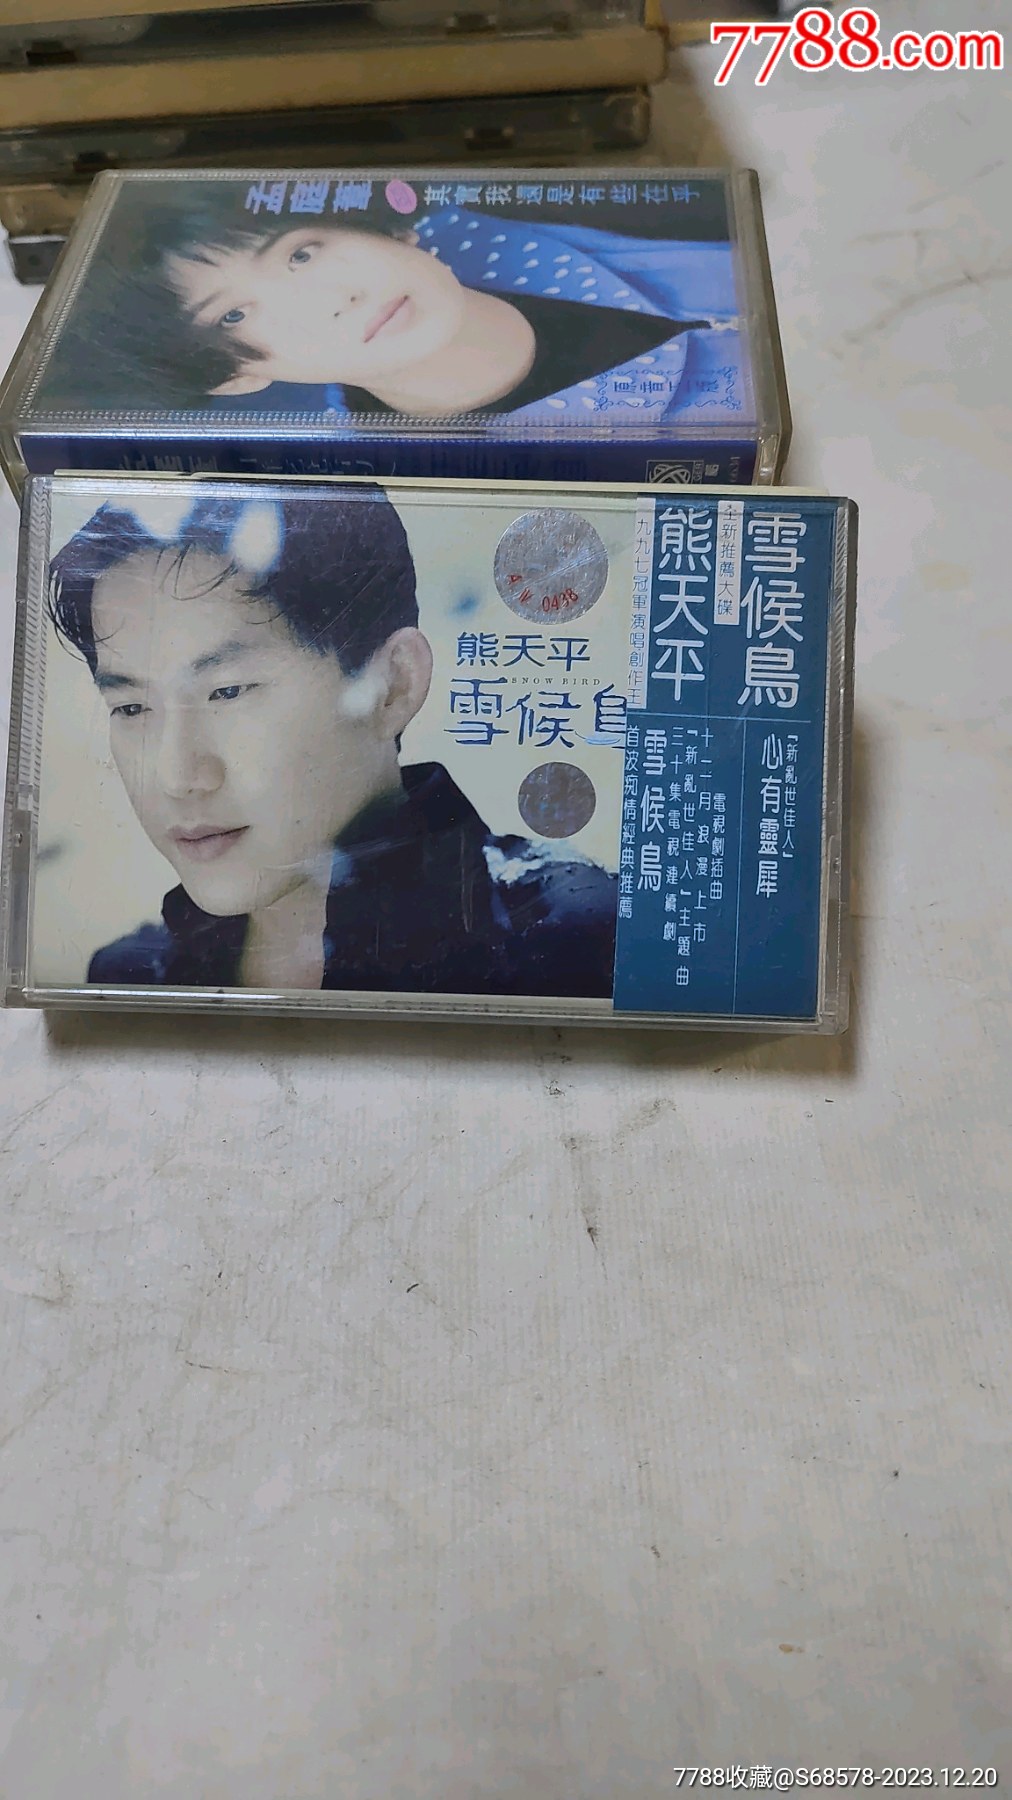 7788.com
孟庭葦
其實我還是有些在乎
熊天平
SNOW BIRD
雪候鳥
0438
雪候鳥
全新推薦大碟
熊天平
九九七冠軍演唱創作王
「新亂世佳人」
心有靈犀
電視劇插曲
十二月浪漫上市
「新亂世佳人」主題曲
三十集電視連續劇
雪候鳥
首波痴情經典推薦
7788收藏@S68578-2023.12.20